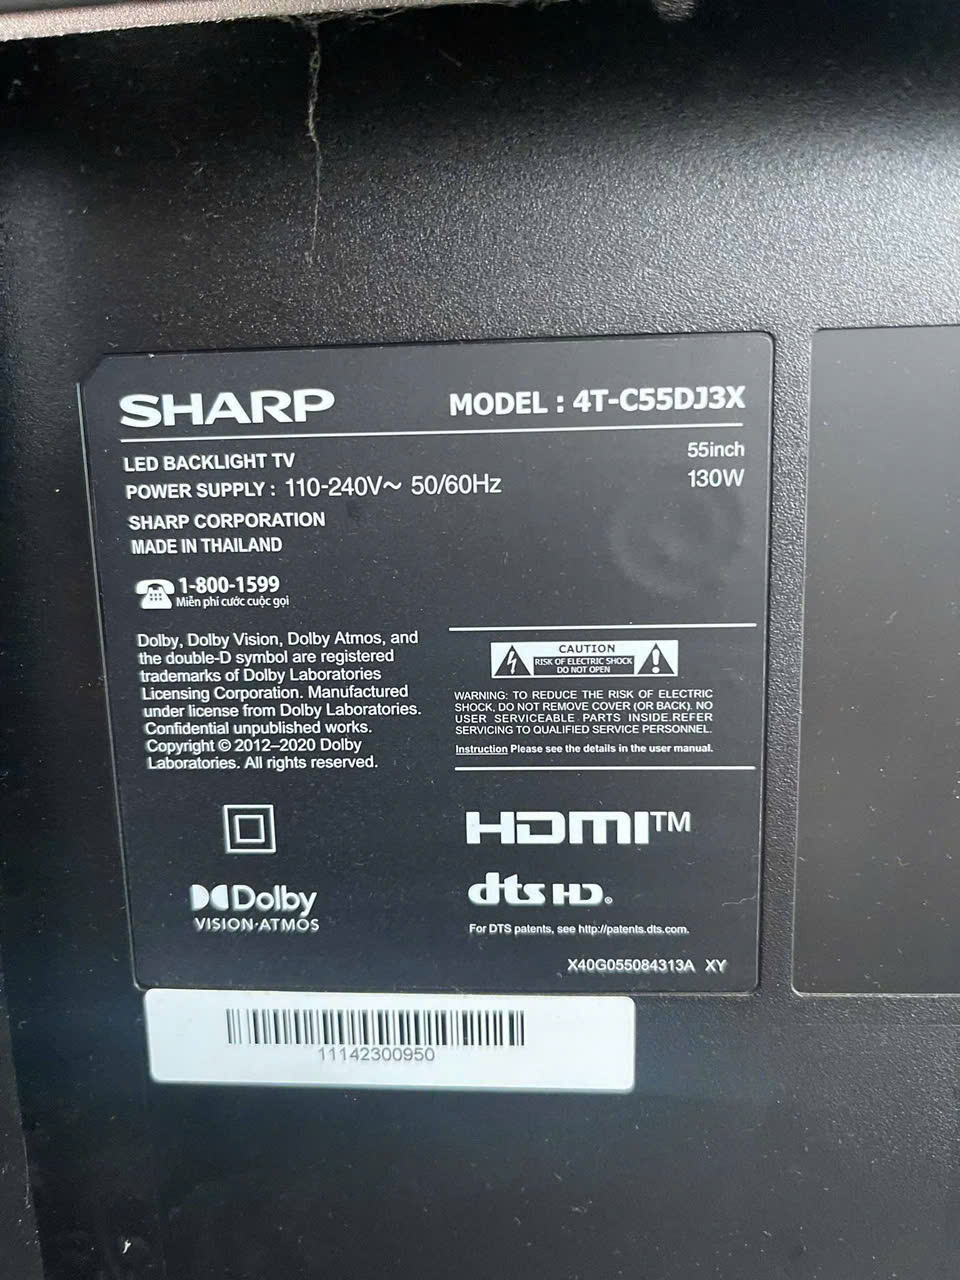 SHARP
MODEL : 4T-C55DJ3X
LED BACKLIGHT TV
55inch
POWER SUPPLY : 110-240V~ 50/60Hz
130W
SHARP CORPORATION
MADE IN THAILAND
1-800-1599
Miễn phí cước cuộc gọi
Dolby, Dolby Vision, Dolby Atmos, and
the double-D symbol are registered
trademarks of Dolby Laboratories
Licensing Corporation. Manufactured
under license from Dolby Laboratories.
Confidential unpublished works.
Copyright © 2012–2020 Dolby
Laboratories. All rights reserved.
CAUTION
RISK OF ELECTRIC SHOCK
DO NOT OPEN
WARNING: TO REDUCE THE RISK OF ELECTRIC
SHOCK, DO NOT REMOVE COVER (OR BACK). NO
USER SERVICEABLE PARTS INSIDE.REFER
SERVICING TO QUALIFIED SERVICE PERSONNEL.
Instruction Please see the details in the user manual.
Dolby
VISION·ATMOS
HDMI™
dts HD®
For DTS patents, see http://patents.dts.com.
X40G055084313A XY
11142300950